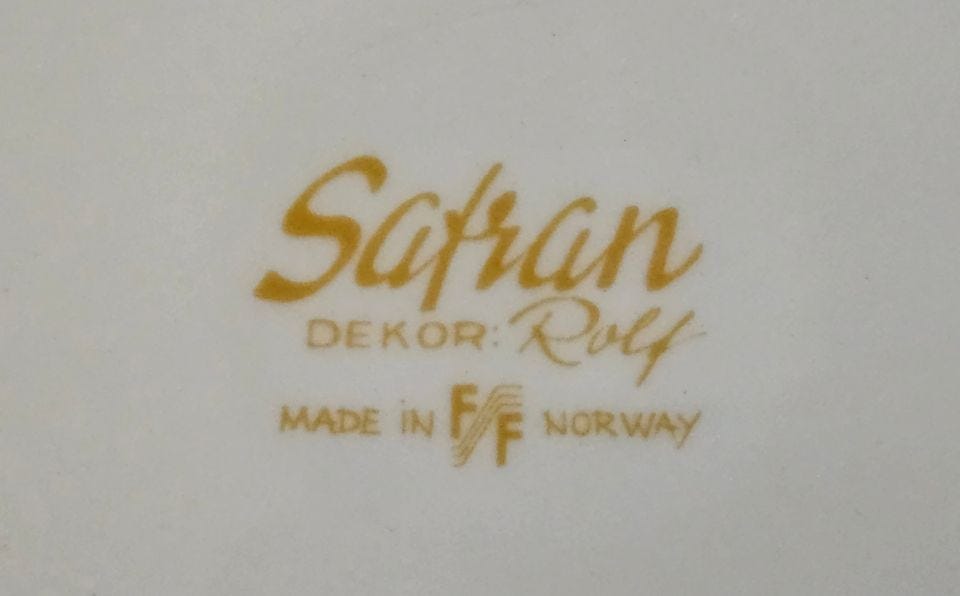 Safran
DEKOR: Rolf
MADE IN FF NORWAY